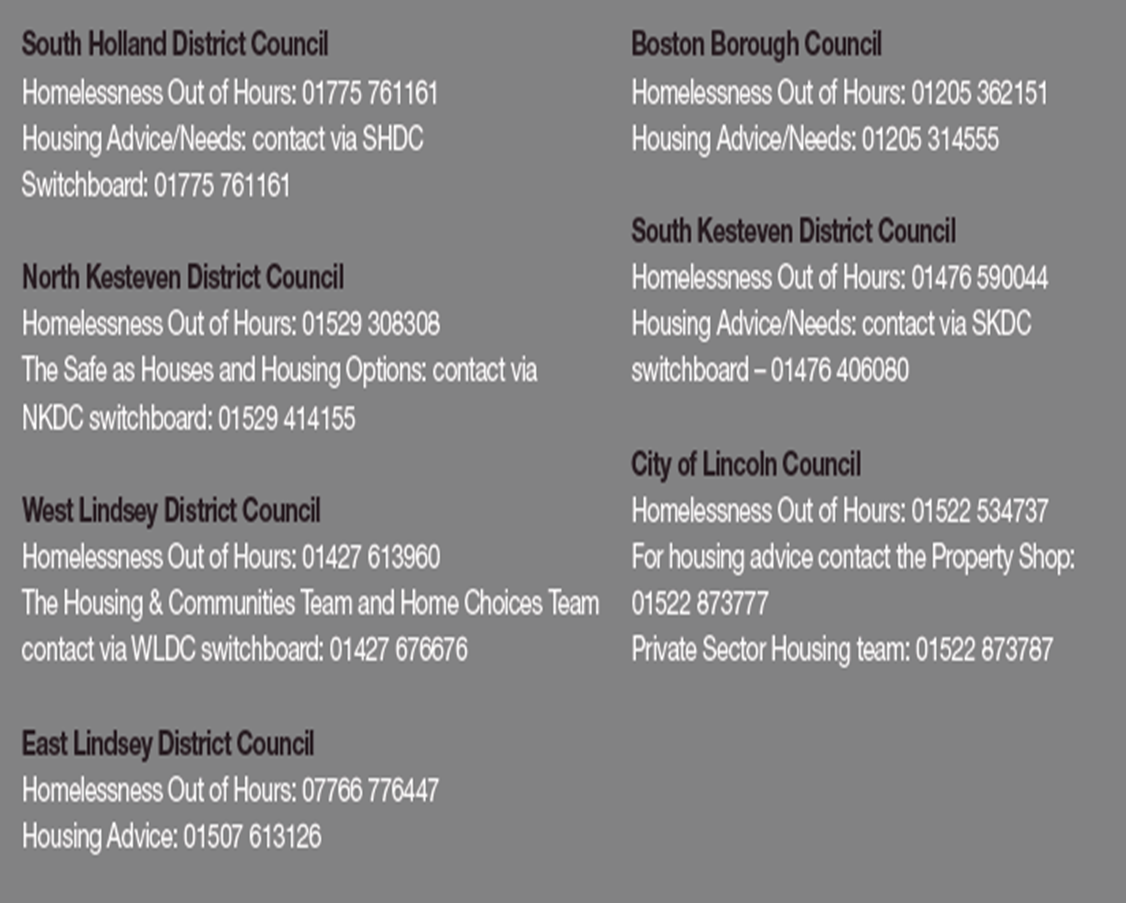 South Holland District Council
Homelessness Out of Hours: 01775 761161
Housing Advice/Needs: contact via SHDC
Switchboard: 01775 761161
North Kesteven District Council
Homelessness Out of Hours: 01529 308308
The Safe as Houses and Housing Options: contact via
NKDC switchboard: 01529 414155
West Lindsey District Council
Homelessness Out of Hours: 01427 613960
The Housing & Communities Team and Home Choices Team
contact via WLDC switchboard: 01427 676676
East Lindsey District Council
Homelessness Out of Hours: 07766 776447
Housing Advice: 01507 613126
Boston Borough Council
Homelessness Out of Hours: 01205 362151
Housing Advice/Needs: 01205 314555
South Kesteven District Council
Homelessness Out of Hours: 01476 590044
Housing Advice/Needs: contact via SKDC
switchboard – 01476 406080
City of Lincoln Council
Homelessness Out of Hours: 01522 534737
For housing advice contact the Property Shop:
01522 873777
Private Sector Housing team: 01522 873787